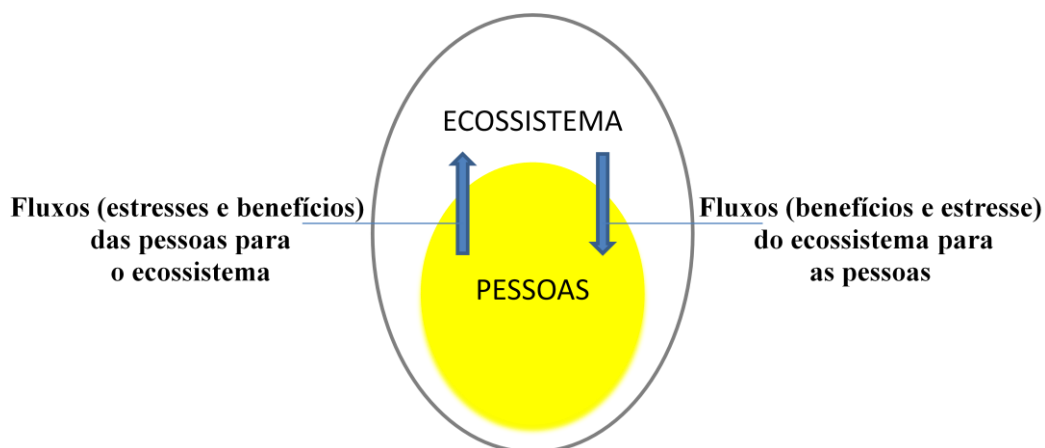 ECOSSISTEMA
Fluxos (estresses e benefícios)
das pessoas para
o ecossistema
Fluxos (benefícios e estresse)
do ecossistema para
as pessoas
PESSOAS